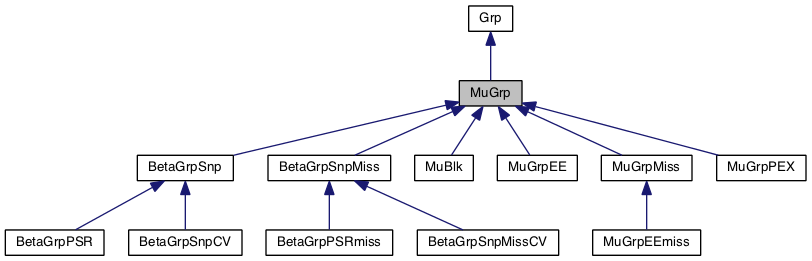 Grp
MuGrp
BetaGrpSnp
BetaGrpSnpMiss
MuBlk
MuGrpEE
MuGrpMiss
MuGrpPEX
BetaGrpPSR
BetaGrpSnpCV
BetaGrpPSRmiss
BetaGrpSnpMissCV
MuGrpEEmiss